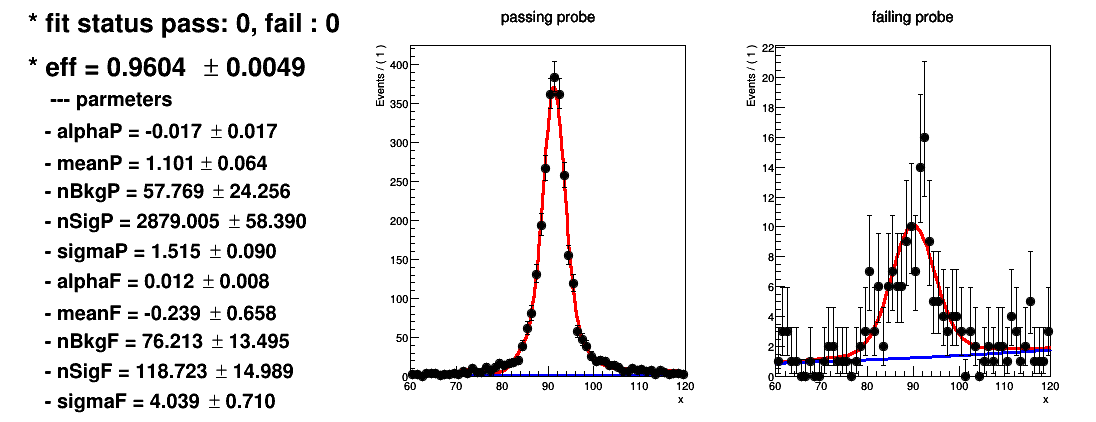 * fit status pass: 0, fail : 0
* eff = 0.9604 ± 0.0049
--- parmeters
- alphaP = -0.017 ± 0.017
- meanP = 1.101 ± 0.064
- nBkgP = 57.769 ± 24.256
- nSigP = 2879.005 ± 58.390
- sigmaP = 1.515 ± 0.090
- alphaF = 0.012 ± 0.008
- meanF = -0.239 ± 0.658
- nBkgF = 76.213 ± 13.495
- nSigF = 118.723 ± 14.989
- sigmaF = 4.039 ± 0.710
passing probe
Events / ( 1 )
400
350
300
250
200
150
100
50
0
60 70 80 90 100 110 120
x
failing probe
Events / ( 1 )
22
20
18
16
14
12
10
8
6
4
2
0
60 70 80 90 100 110 120
x